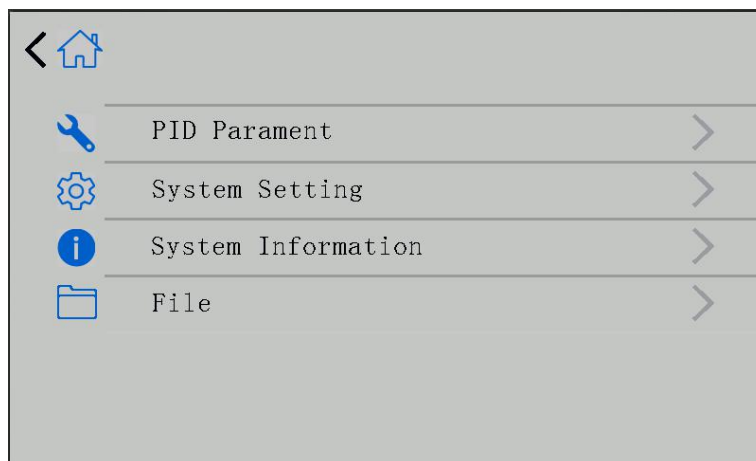 PID Parament
System Setting
System Information
File